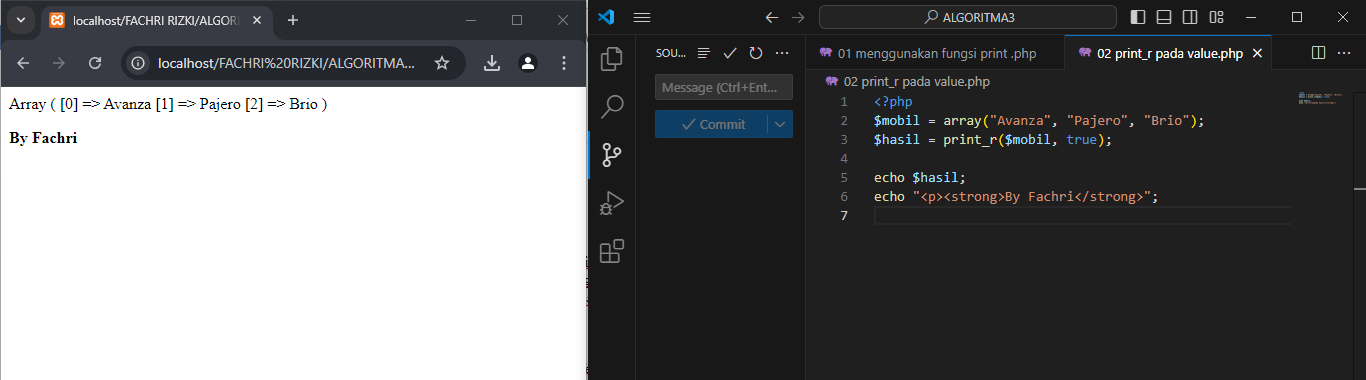 localhost/FACHRI RIZKI/ALGORI
localhost/FACHRI%20RIZKI/ALGORITMA...
Array ( [0] => Avanza [1] => Pajero [2] => Brio )
By Fachri
ALGORITMA3
SOU...
Message (Ctrl+Ent...
Commit
01 menggunakan fungsi print .php
02 print_r pada value.php
02 print_r pada value.php
1 <?php
2 $mobil = array("Avanza", "Pajero", "Brio");
3 $hasil = print_r($mobil, true);
4
5 echo $hasil;
6 echo "<p><strong>By Fachri</strong>";
7